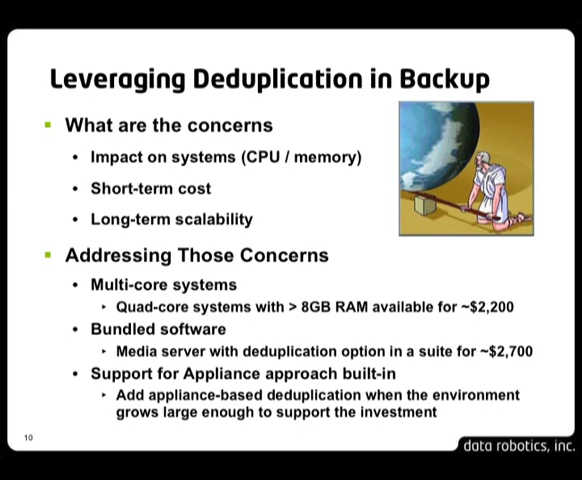 Leveraging Deduplication in Backup
What are the concerns
• Impact on systems (CPU / memory)
• Short-term cost
• Long-term scalability
Addressing Those Concerns
• Multi-core systems
‣ Quad-core systems with > 8GB RAM available for ~$2,200
• Bundled software
‣ Media server with deduplication option in a suite for ~$2,700
• Support for Appliance approach built-in
‣ Add appliance-based deduplication when the environment
grows large enough to support the investment
10
data robotics, inc.